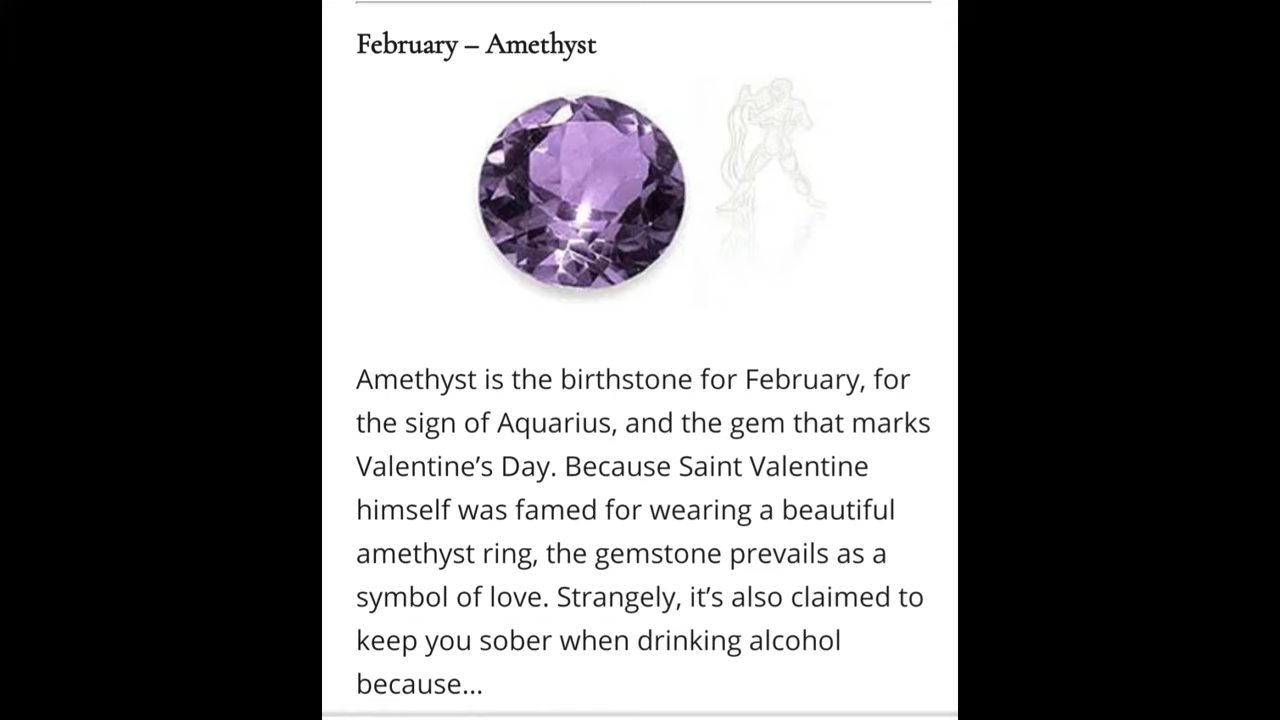 February – Amethyst
Amethyst is the birthstone for February, for
the sign of Aquarius, and the gem that marks
Valentine’s Day. Because Saint Valentine
himself was famed for wearing a beautiful
amethyst ring, the gemstone prevails as a
symbol of love. Strangely, it’s also claimed to
keep you sober when drinking alcohol
because...